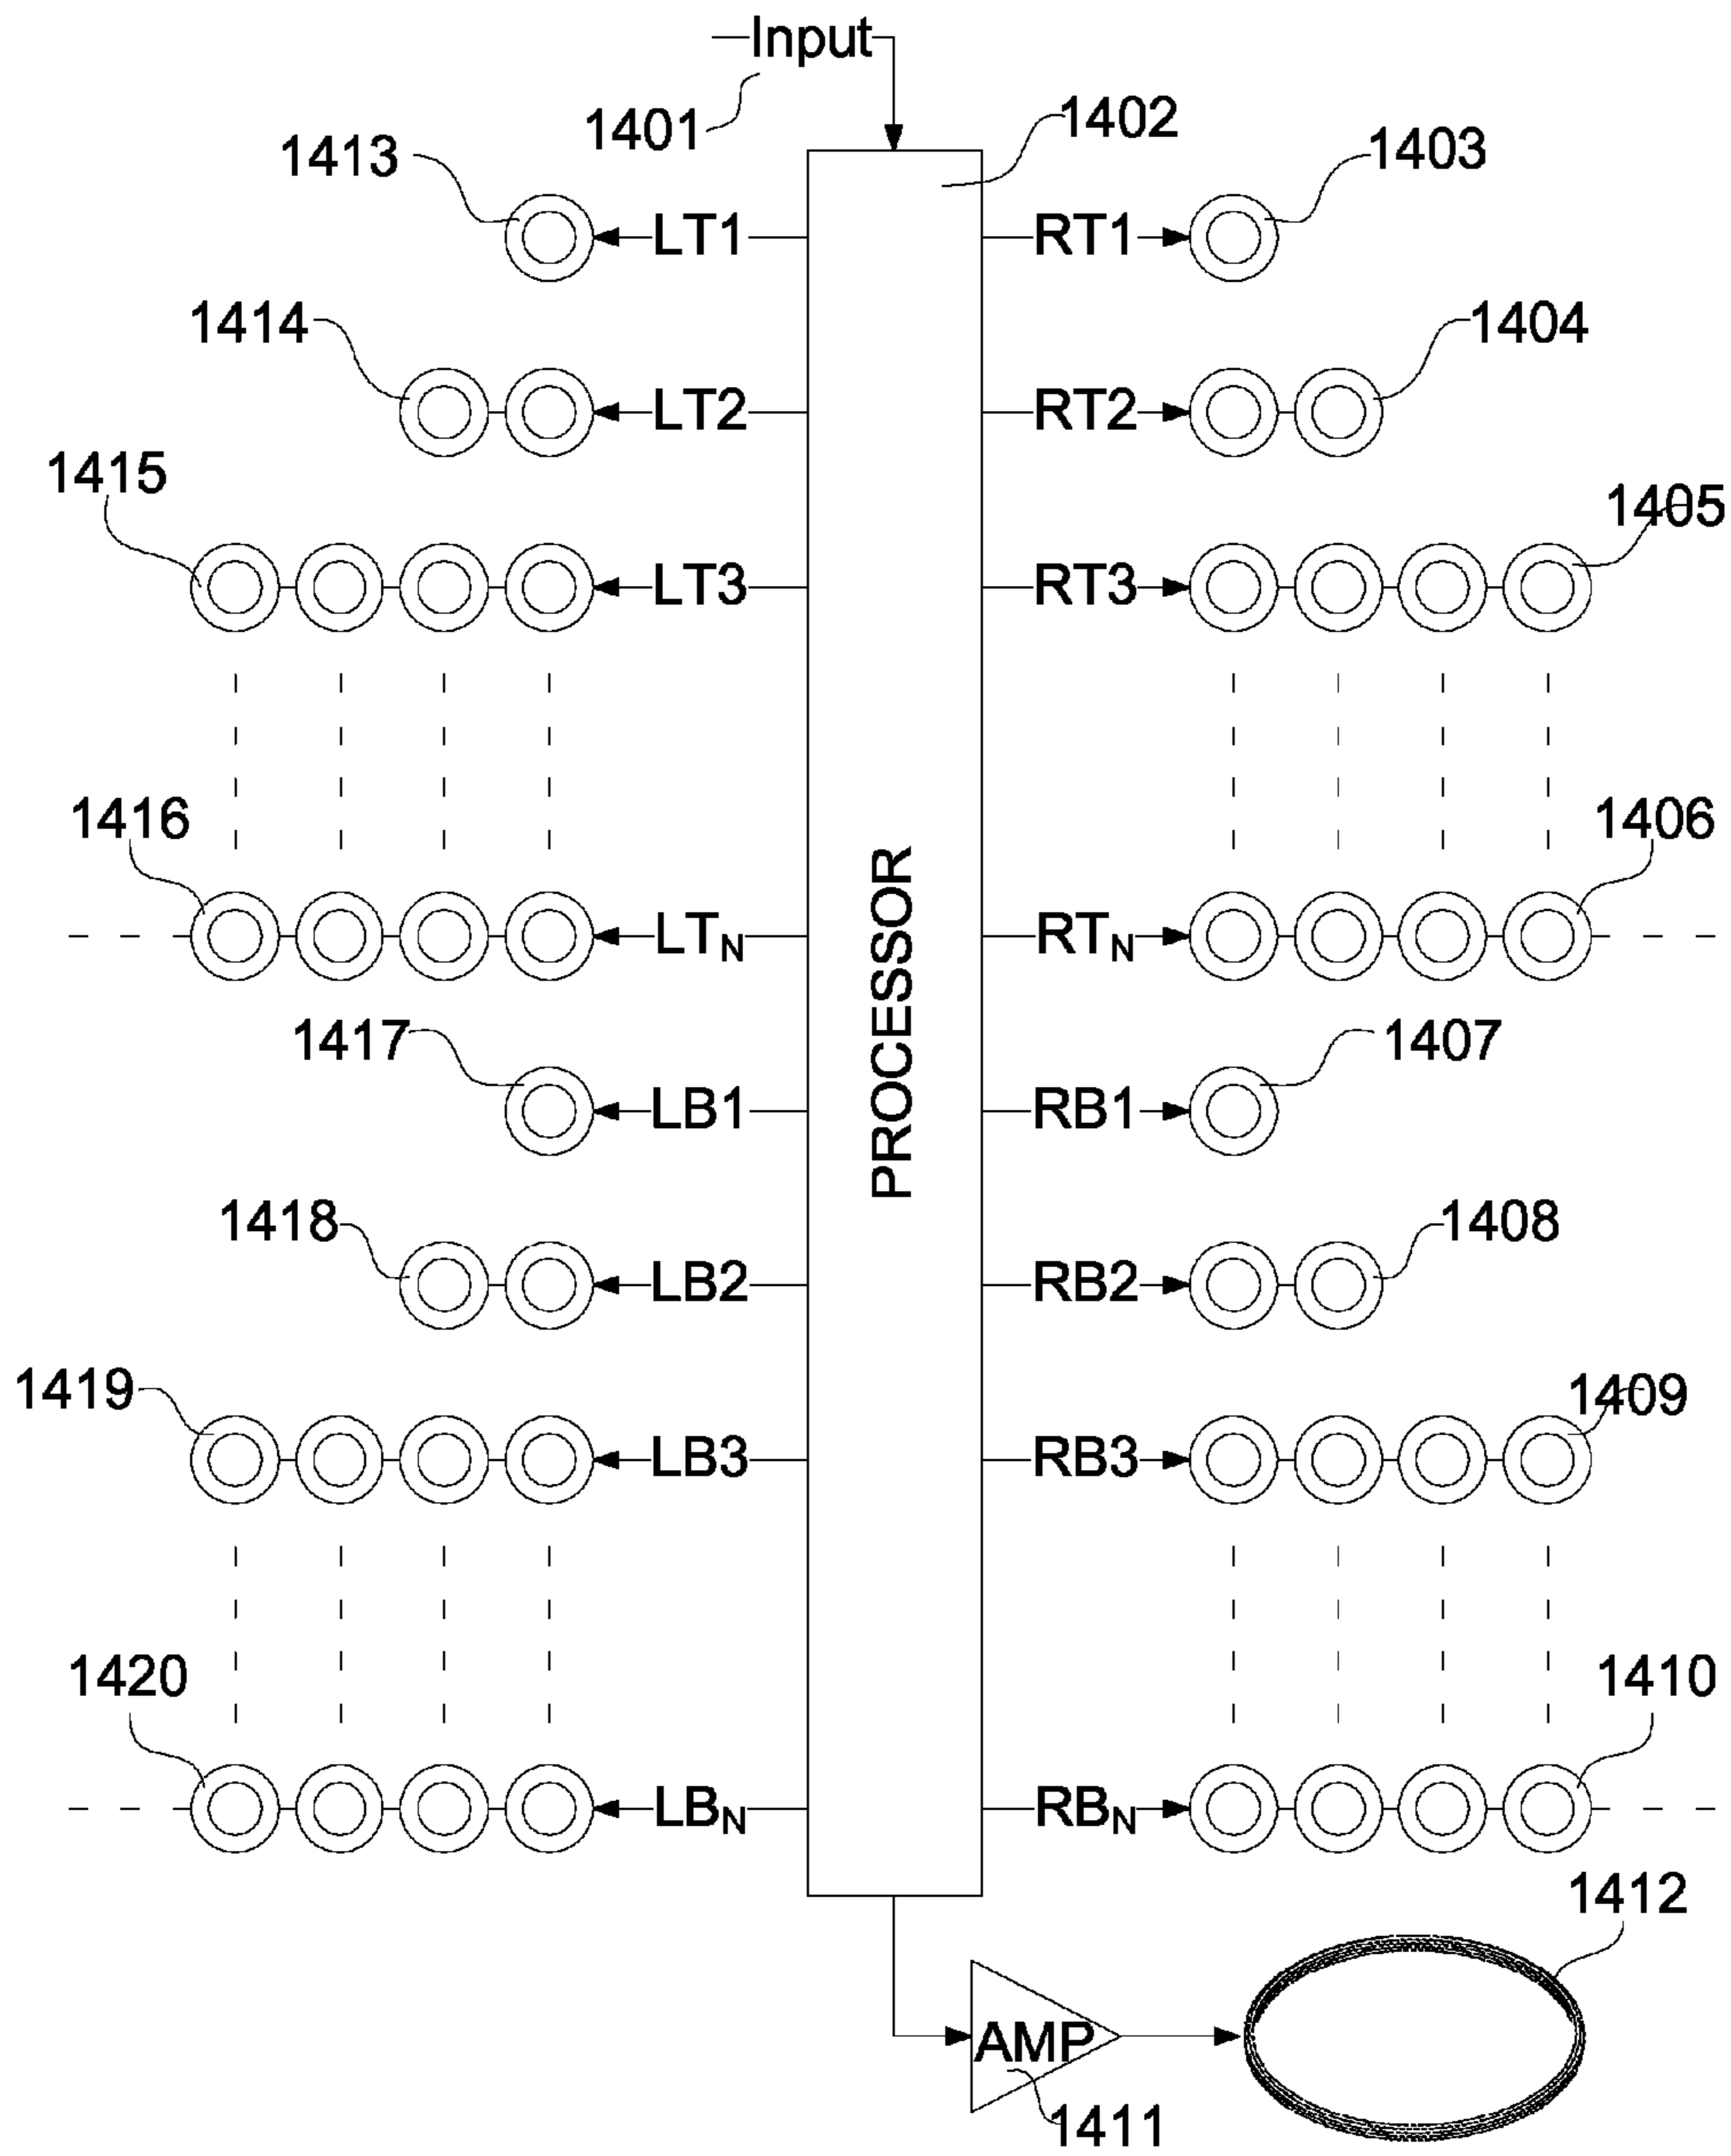 Input
1401
1402
1413
1403
LT1
RT1
1414
1404
LT2
RT2
1415
1405
LT3
RT3
1416
1406
LTN
RTN
PROCESSOR
1417
1407
LB1
RB1
1418
1408
LB2
RB2
1419
1409
LB3
RB3
1420
1410
LBN
RBN
1412
AMP
1411